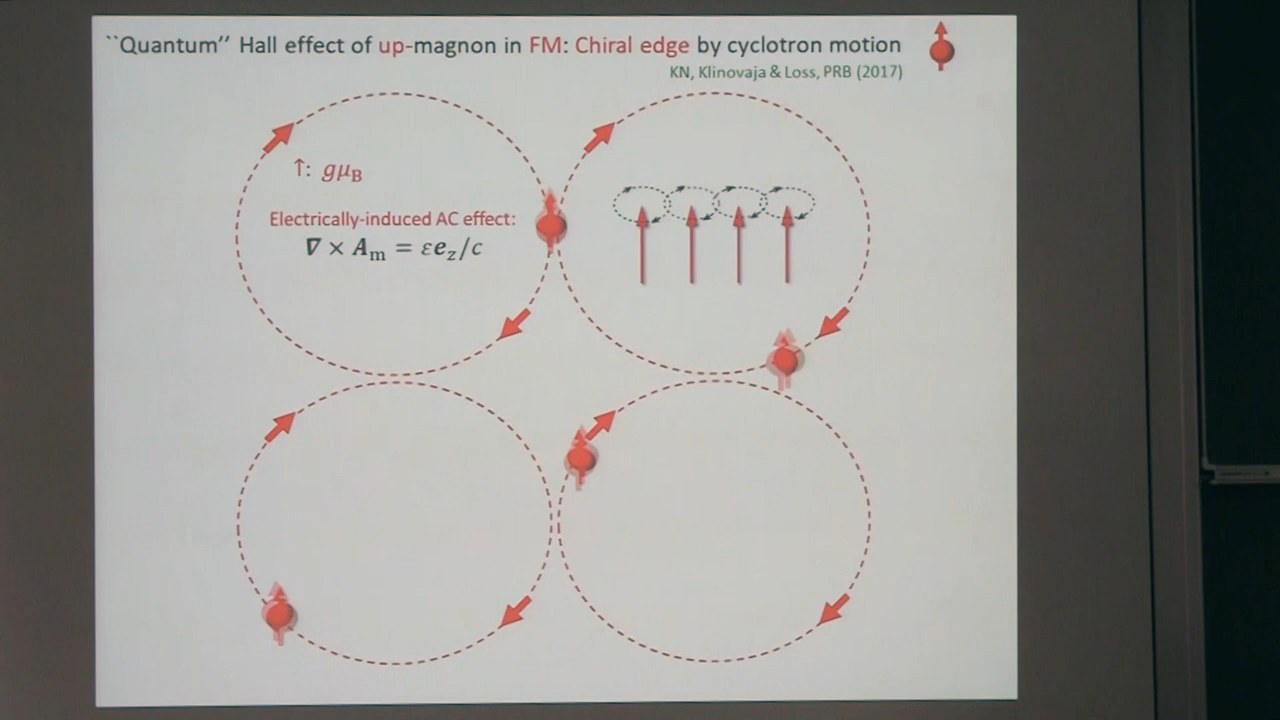 ``Quantum'' Hall effect of up-magnon in FM: Chiral edge by cyclotron motion
KN, Klinovaja & Loss, PRB (2017)
↑: gμ_B
Electrically-induced AC effect:
∇ × A_m = εe_z/c